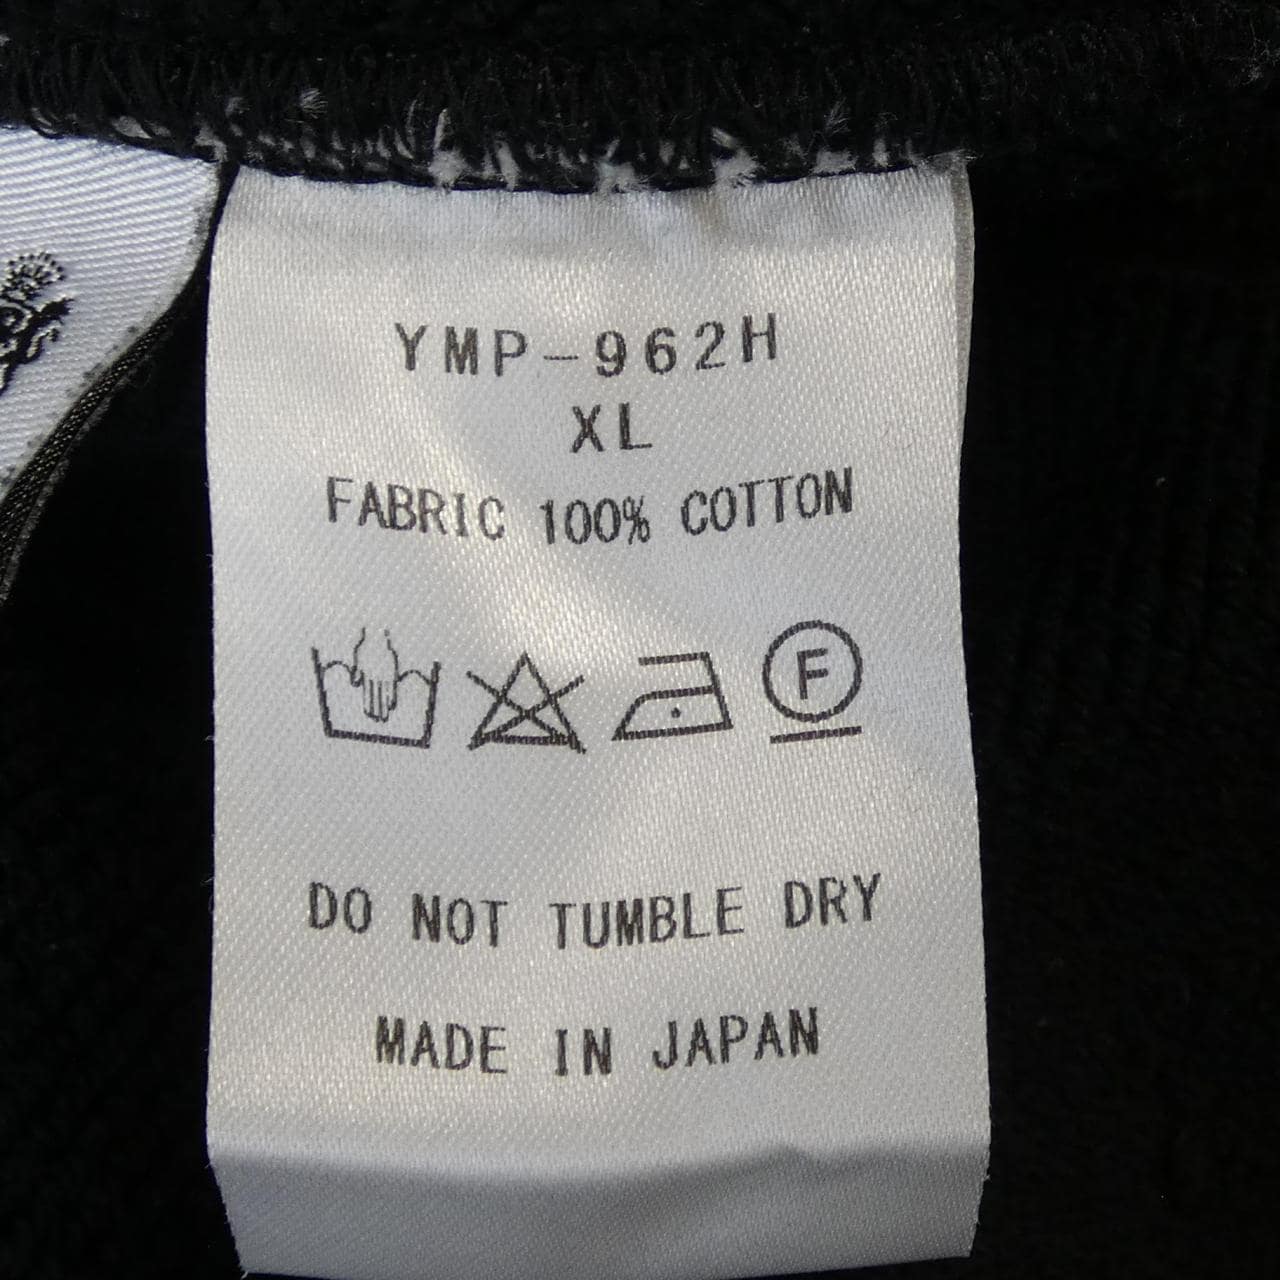 YMP-962H
XL
FABRIC 100% COTTON
F
DO NOT TUMBLE DRY
MADE IN JAPAN